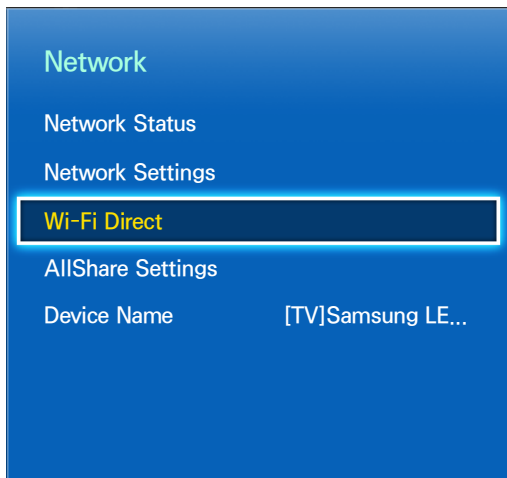 Network
Network Status
Network Settings
Wi-Fi Direct
AllShare Settings
Device Name [TV]Samsung LE...